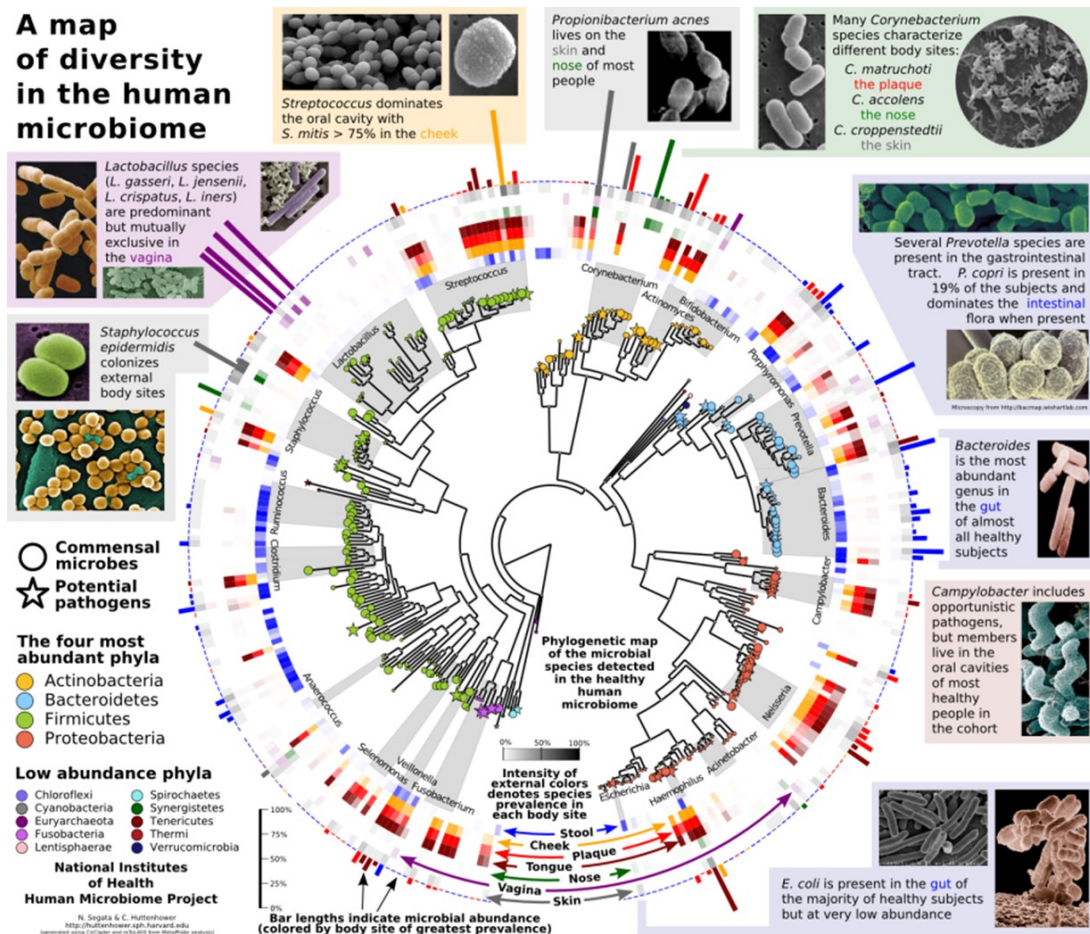 A map
of diversity
in the human
microbiome
Streptococcus dominates
the oral cavity with
S. mitis > 75% in the cheek
Propionibacterium acnes
lives on the
skin and
nose of most
people
Many Corynebacterium
species characterize
different body sites:
C. matruchoti
the plaque
C. accolens
the nose
C. croppenstedtii
the skin
Lactobacillus species
(L. gasseri, L. jensenii,
L. crispatus, L. iners)
are predominant
but mutually
exclusive in
the vagina
Several Prevotella species are
present in the gastrointestinal
tract. P. copri is present in
19% of the subjects and
dominates the intestinal
flora when present
Microscopy from http://bacmap.wishartlab.com
Staphylococcus
epidermidis
colonizes
external
body sites
Bacteroides
is the most
abundant
genus in
the gut
of almost
all healthy
subjects
Campylobacter includes
opportunistic
pathogens,
but members
live in the
oral cavities
of most
healthy
people in
the cohort
E. coli is present in the gut of
the majority of healthy subjects
but at very low abundance
Streptococcus
Corynebacterium
Actinomyces
Bifidobacterium
Porphyromonas
Prevotella
Bacteroides
Campylobacter
Neisseria
Acinetobacter
Haemophilus
Escherichia
Fusobacterium
Veillonella
Selenomonas
Anaerococcus
Clostridium
Ruminococcus
Staphylococcus
Lactobacillus
Phylogenetic map
of the microbial
species detected
in the healthy
human
microbiome
Commensal
microbes
Potential
pathogens
The four most
abundant phyla
Actinobacteria
Bacteroidetes
Firmicutes
Proteobacteria
Low abundance phyla
Chloroflexi
Cyanobacteria
Euryarchaeota
Fusobacteria
Lentisphaerae
Spirochaetes
Synergistetes
Tenericutes
Thermi
Verrucomicrobia
National Institutes
of Health
Human Microbiome Project
N. Segata & C. Huttenhower
http://huttenhower.sph.harvard.edu
0% 50% 100%
Intensity of
external colors
denotes species
prevalence in
each body site
100%
75%
50%
25%
0%
Stool
Cheek
Plaque
Tongue
Nose
Vagina
Skin
Bar lengths indicate microbial abundance
(colored by body site of greatest prevalence)